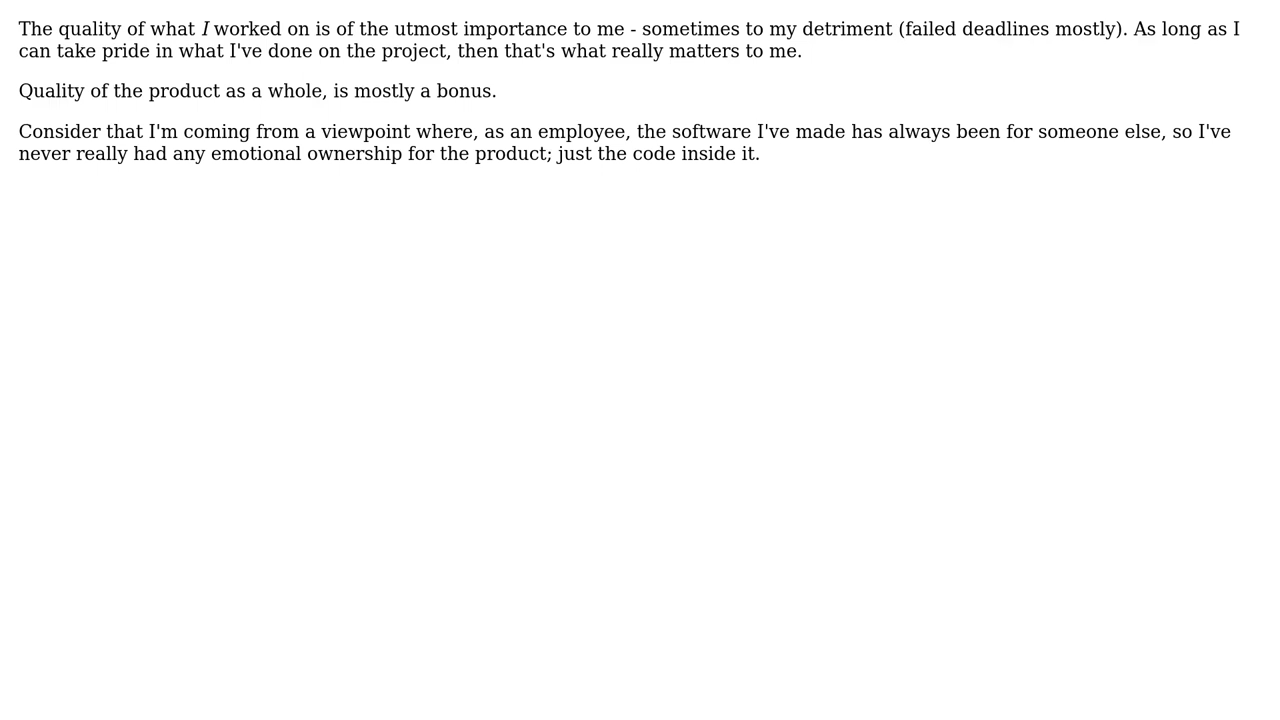 The quality of what I worked on is of the utmost importance to me - sometimes to my detriment (failed deadlines mostly). As long as I
can take pride in what I've done on the project, then that's what really matters to me.
Quality of the product as a whole, is mostly a bonus.
Consider that I'm coming from a viewpoint where, as an employee, the software I've made has always been for someone else, so I've
never really had any emotional ownership for the product; just the code inside it.